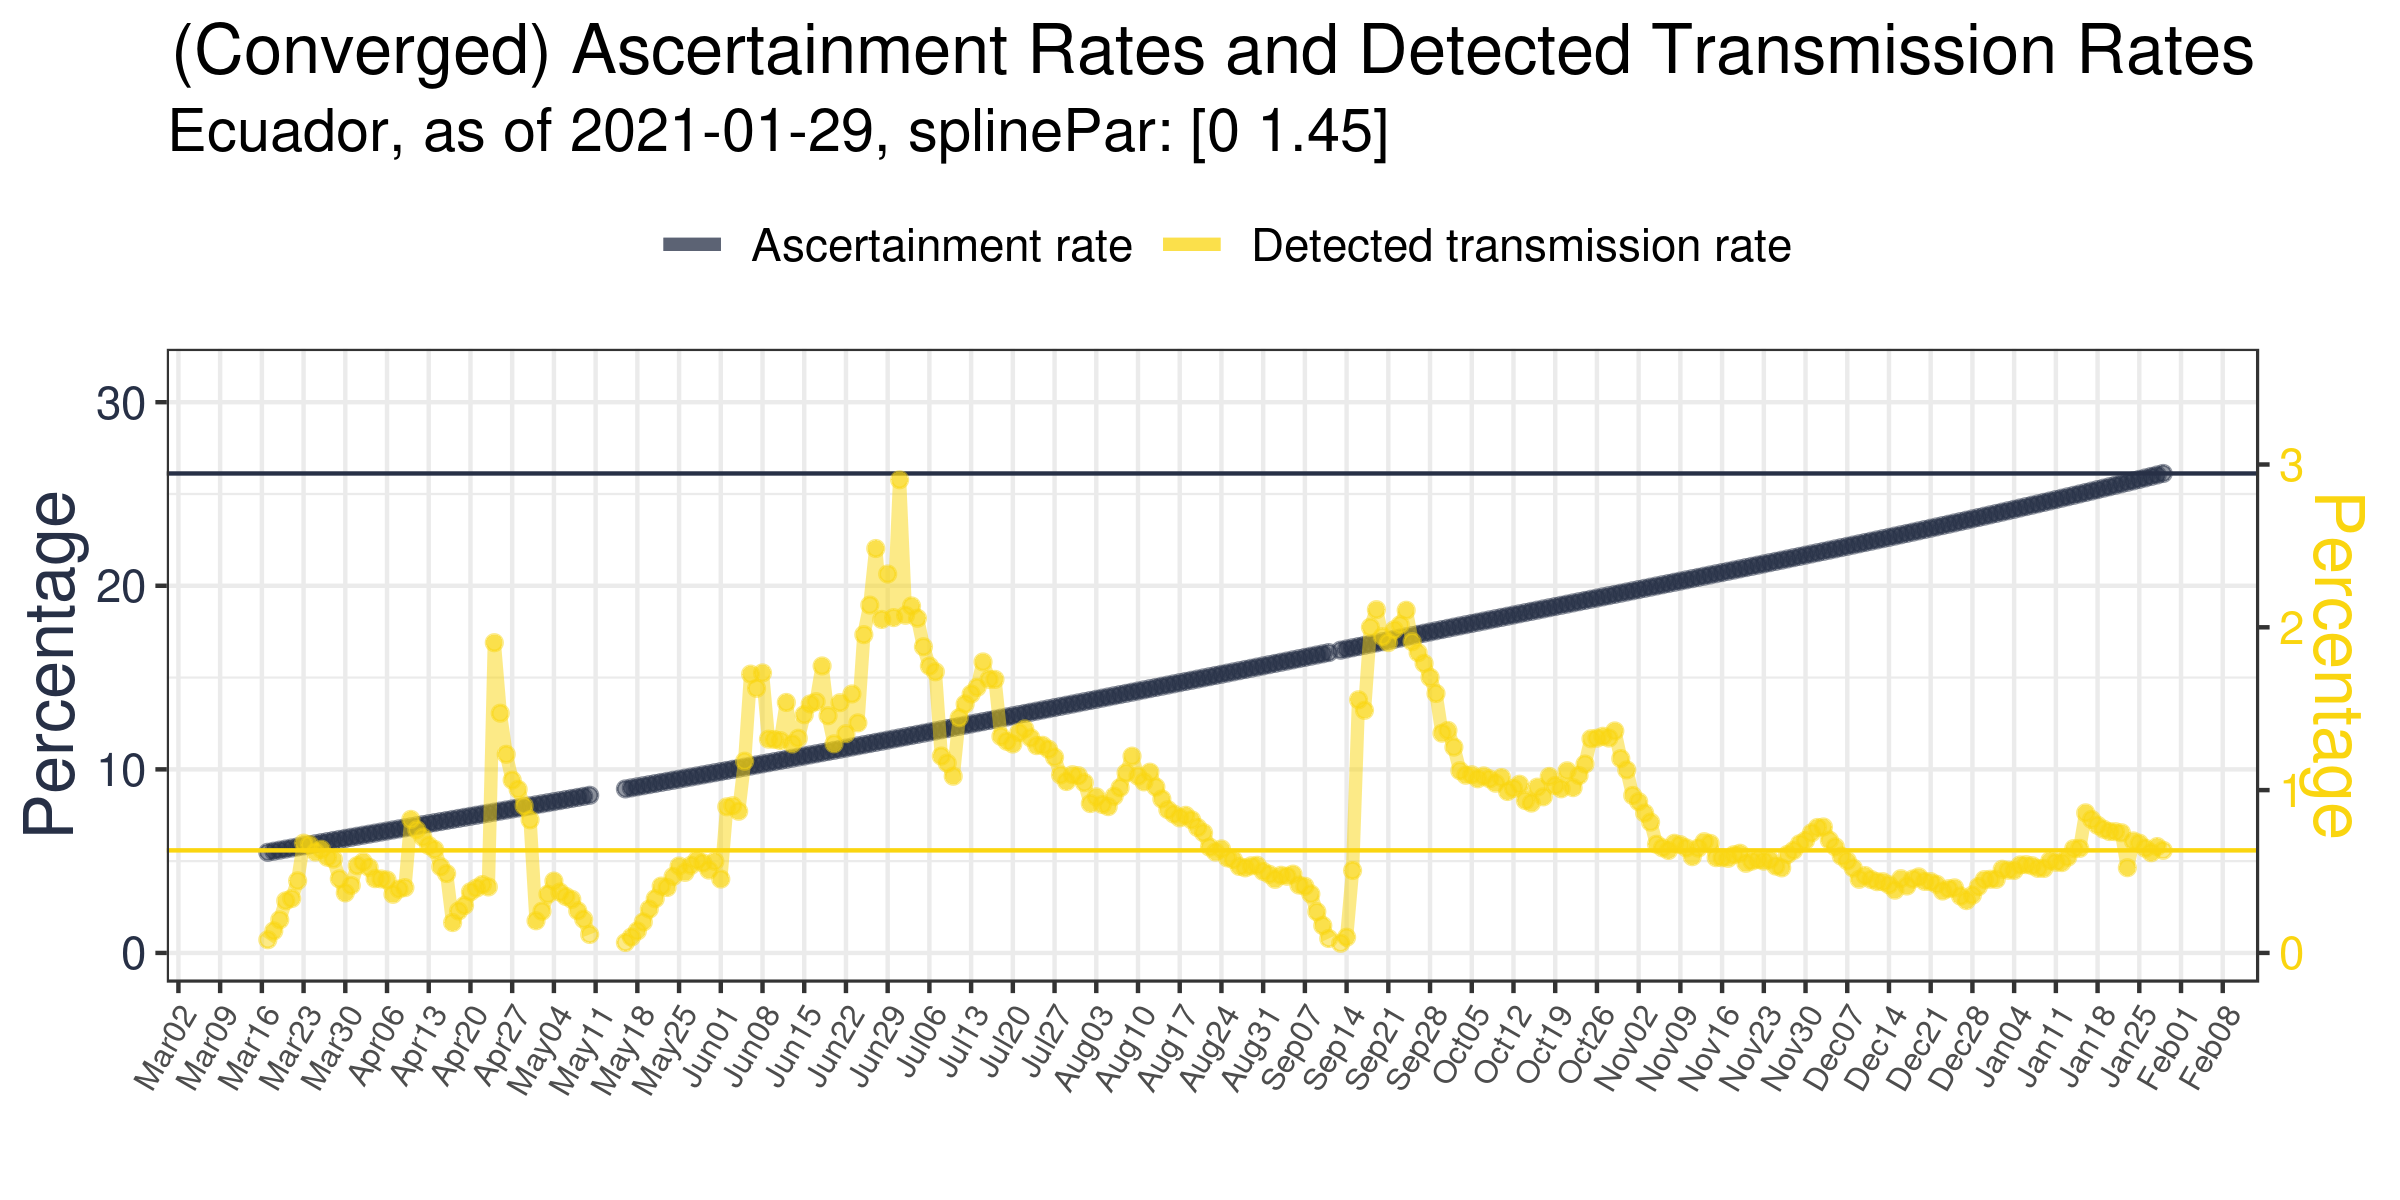 (Converged) Ascertainment Rates and Detected Transmission Rates
Ecuador, as of 2021-01-29, splinePar: [0 1.45]
Ascertainment rate Detected transmission rate
Percentage
30
20
10
0
3
2
1
0
Percentage
Mar02 Mar09 Mar16 Mar23 Mar30 Apr06 Apr13 Apr20 Apr27 May04 May11 May18 May25 Jun01 Jun08 Jun15 Jun22 Jun29 Jul06 Jul13 Jul20 Jul27 Aug03 Aug10 Aug17 Aug24 Aug31 Sep07 Sep14 Sep21 Sep28 Oct05 Oct12 Oct19 Oct26 Nov02 Nov09 Nov16 Nov23 Nov30 Dec07 Dec14 Dec21 Dec28 Jan04 Jan11 Jan18 Jan25 Feb01 Feb08